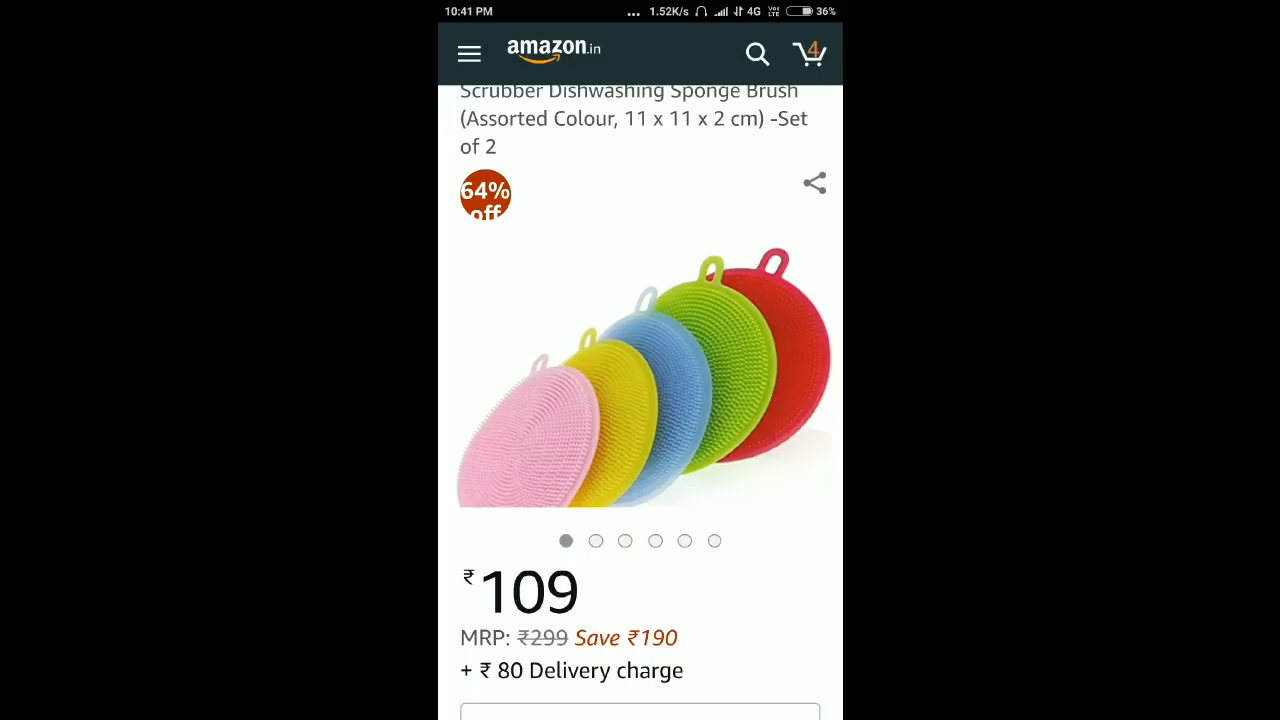 10:41 PM ... 1.52K/s 4G VoLTE 36%
amazon.in 4
Scrubber Dishwashing Sponge Brush
(Assorted Colour, 11 x 11 x 2 cm) -Set
of 2
64%
off
₹109
MRP: ₹299 Save ₹190
+ ₹ 80 Delivery charge